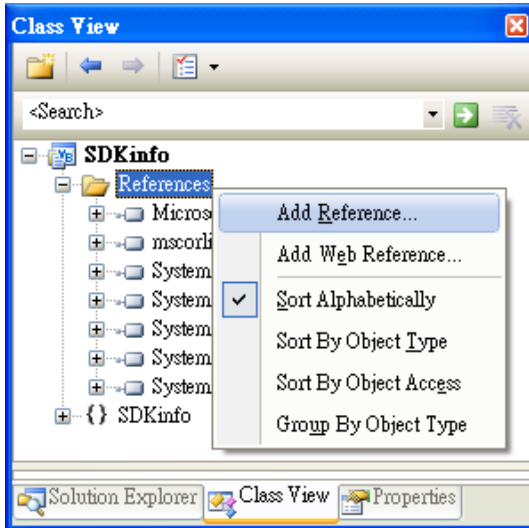 Class View
<Search>
SDKinfo
References
Add Reference...
Add Web Reference...
mscorli
System
Sort Alphabetically
System
System
Sort By Object Type
System
Sort By Object Access
System
{} SDKinfo
Group By Object Type
Solution Explorer Class View Properties